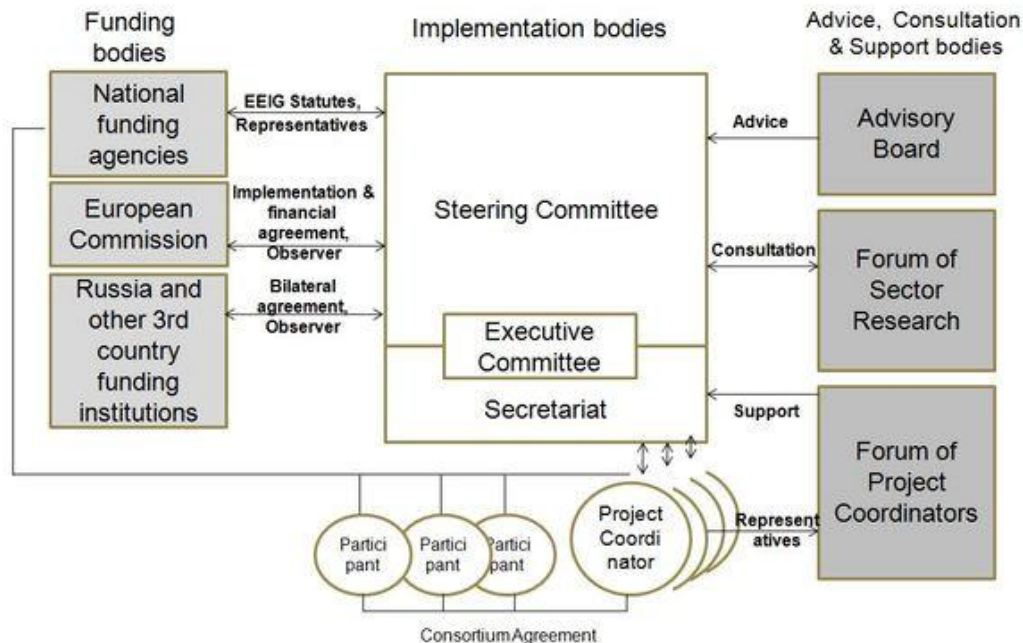 Funding
bodies
Implementation bodies
Advice, Consultation
& Support bodies
National
funding
agencies
European
Commission
Russia and
other 3rd
country
funding
institutions
EEIG Statutes,
Representatives
Implementation &
financial
agreement,
Observer
Bilateral
agreement,
Observer
Steering Committee
Executive
Committee
Secretariat
Advice
Consultation
Support
Represent
atives
Advisory
Board
Forum of
Sector
Research
Forum of
Project
Coordinators
Partici
pant
Partici
pant
Partici
pant
Project
Coordi
nator
Consortium Agreement